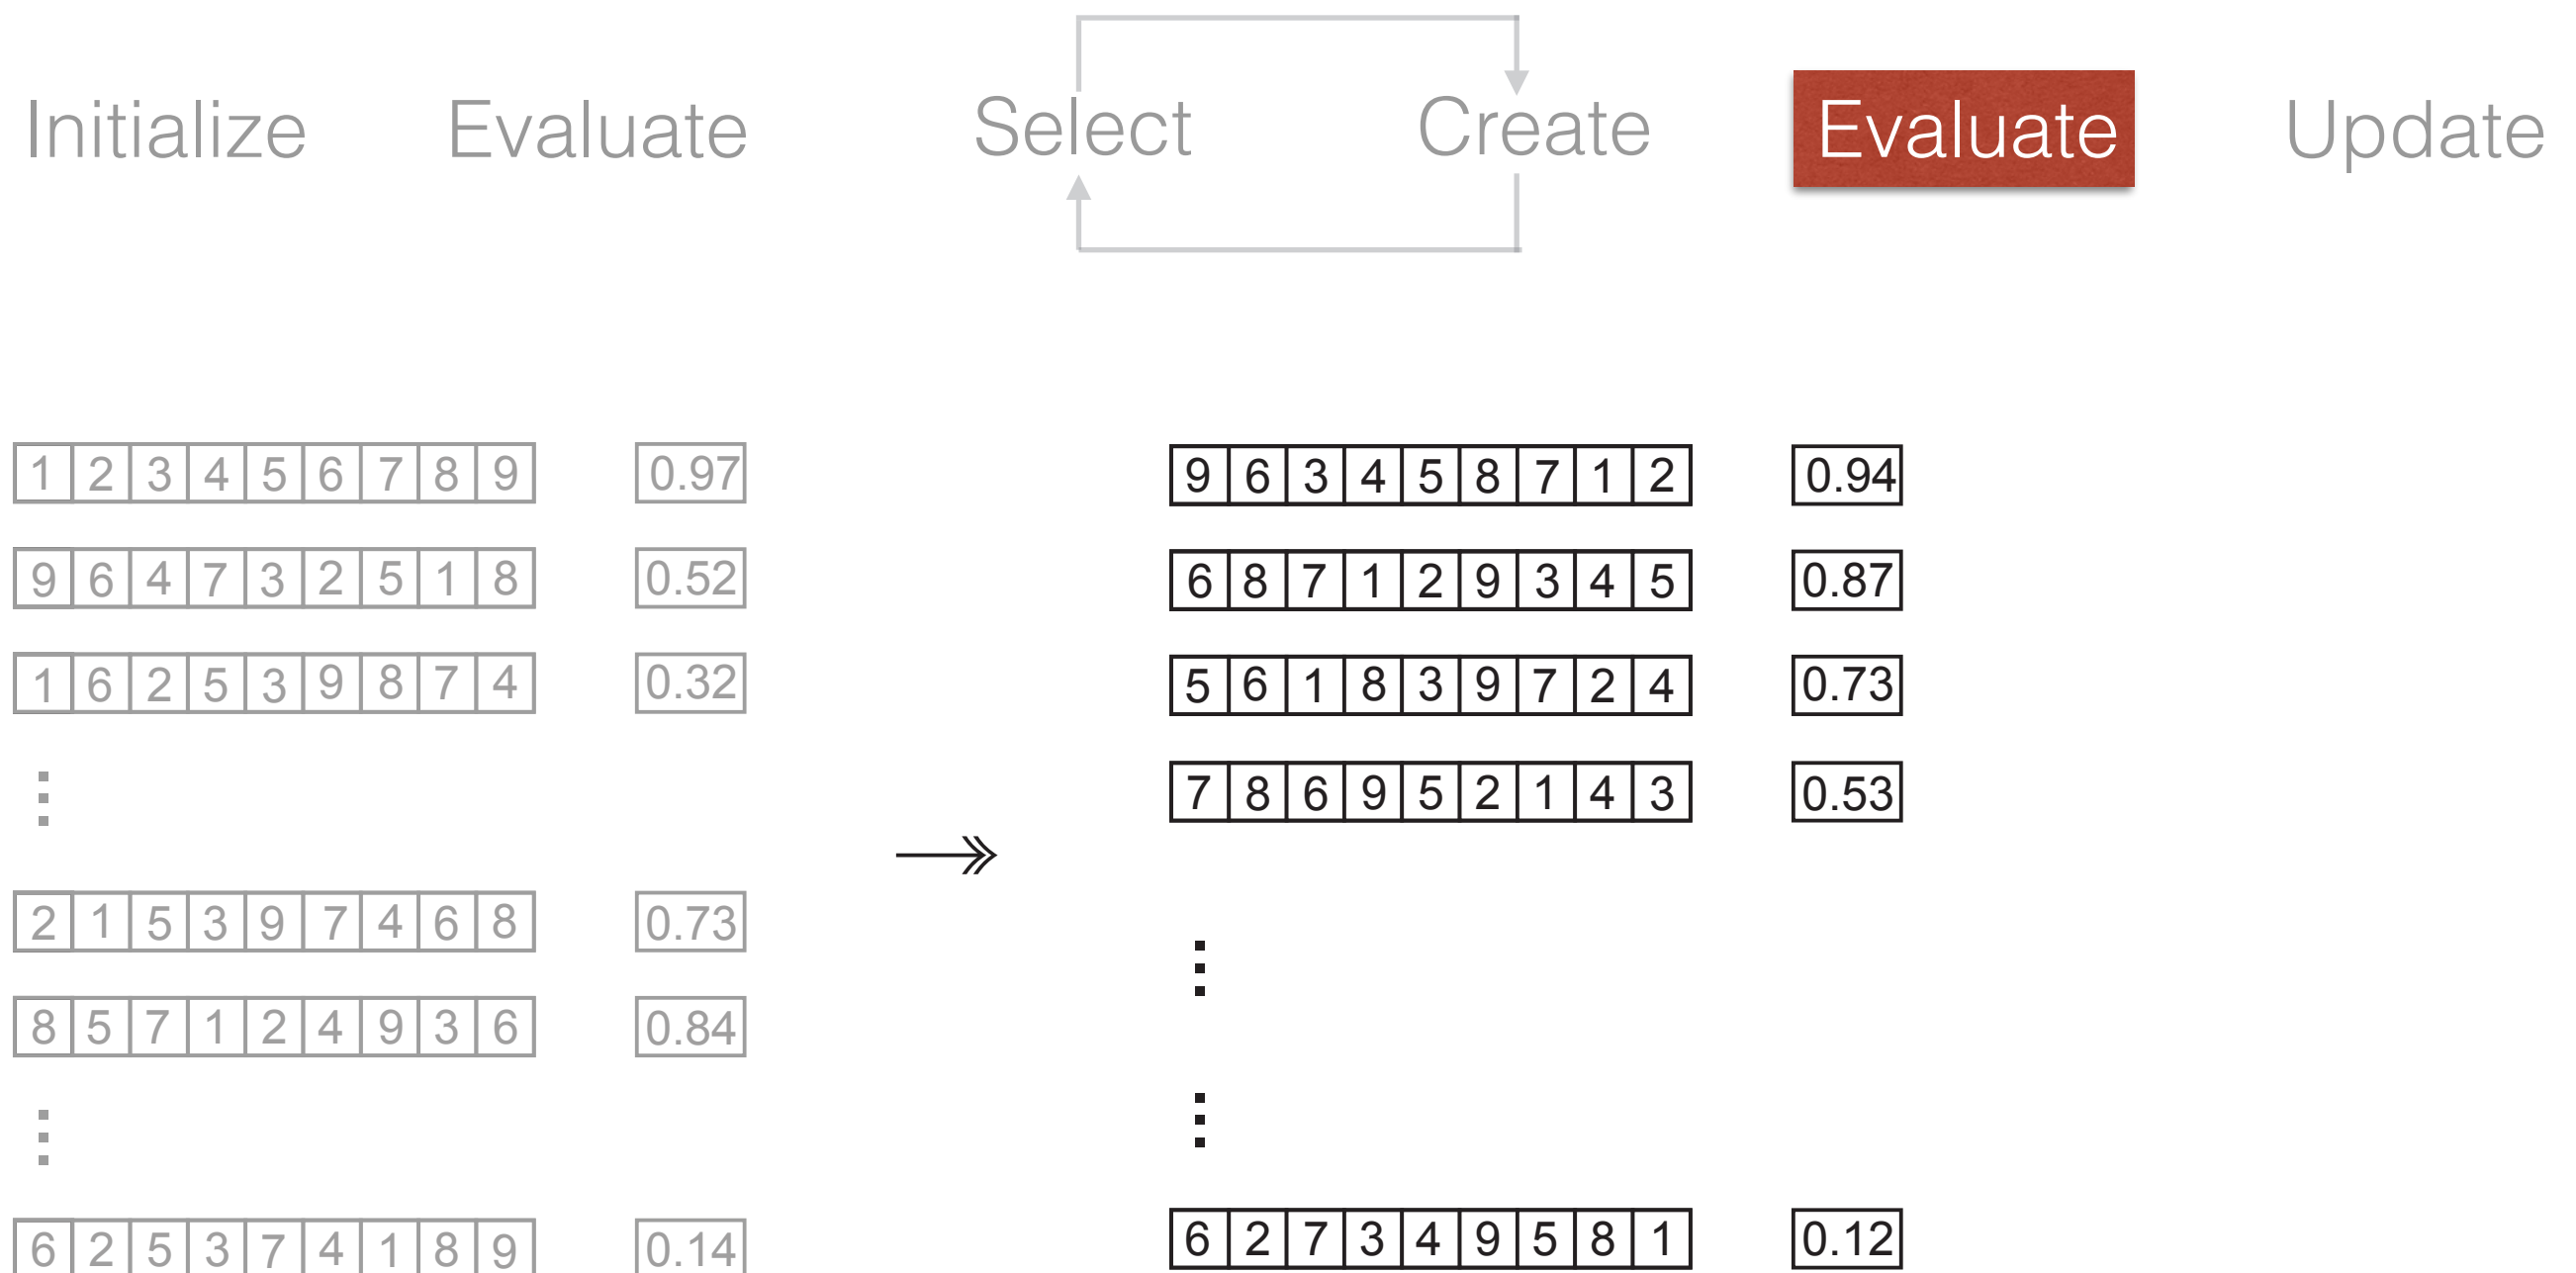 Initialize Evaluate Select Create Evaluate Update
1 2 3 4 5 6 7 8 9 0.97
9 6 4 7 3 2 5 1 8 0.52
1 6 2 5 3 9 8 7 4 0.32
2 1 5 3 9 7 4 6 8 0.73
8 5 7 1 2 4 9 3 6 0.84
6 2 5 3 7 4 1 8 9 0.14
9 6 3 4 5 8 7 1 2 0.94
6 8 7 1 2 9 3 4 5 0.87
5 6 1 8 3 9 7 2 4 0.73
7 8 6 9 5 2 1 4 3 0.53
6 2 7 3 4 9 5 8 1 0.12